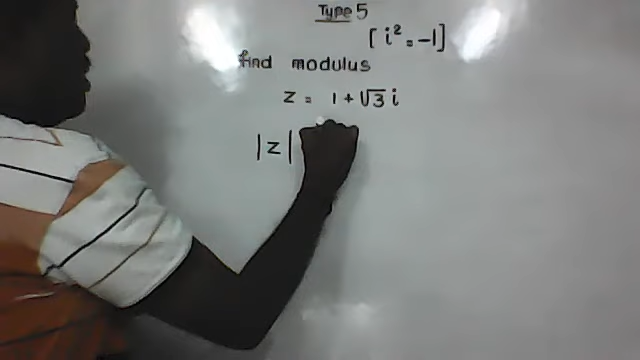 Type 5
[i² = -1]
find modulus
z = 1 + √3 i
|z|